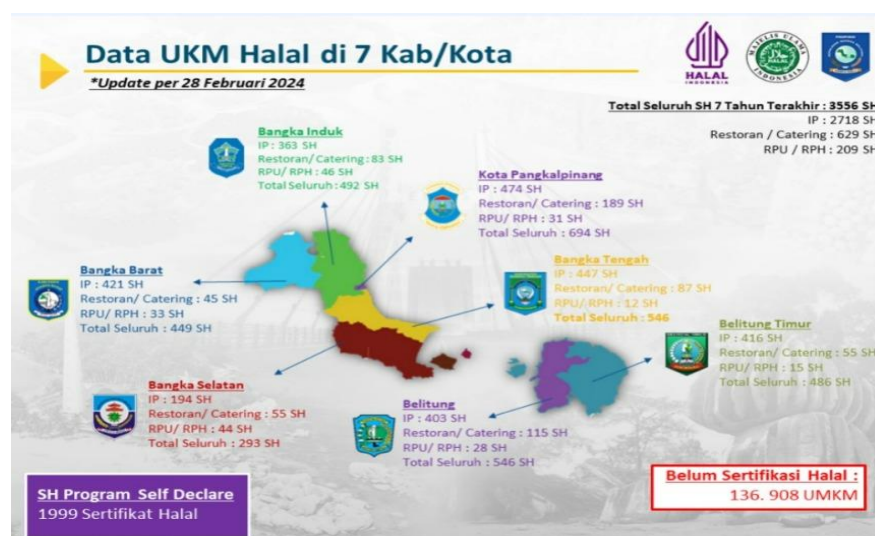 Data UKM Halal di 7 Kab/Kota
*Update per 28 Februari 2024
HALAL
INDONESIA
MAJELIS ULAMA
HALAL
INDONESIA
Total Seluruh SH 7 Tahun Terakhir : 3556 SH
IP : 2718 SH
Restoran / Catering : 629 SH
RPU / RPH : 209 SH
Bangka Induk
IP : 363 SH
Restoran/ Catering : 83 SH
RPU/ RPH : 46 SH
Total Seluruh : 492 SH
Kota Pangkalpinang
IP : 474 SH
Restoran/ Catering : 189 SH
RPU/ RPH : 31 SH
Total Seluruh : 694 SH
Bangka Barat
IP : 421 SH
Restoran/ Catering : 45 SH
RPU/ RPH : 33 SH
Total Seluruh : 449 SH
Bangka Tengah
IP : 447 SH
Restoran/ Catering : 87 SH
RPU/ RPH : 12 SH
Total Seluruh : 546
Belitung Timur
IP : 416 SH
Restoran/ Catering : 55 SH
RPU/ RPH : 15 SH
Total Seluruh : 486 SH
Bangka Selatan
IP : 194 SH
Restoran/ Catering : 55 SH
RPU/ RPH : 44 SH
Total Seluruh : 293 SH
Belitung
IP : 403 SH
Restoran/ Catering : 115 SH
RPU/ RPH : 28 SH
Total Seluruh : 546 SH
SH Program Self Declare
1999 Sertifikat Halal
Belum Sertifikasi Halal :
136. 908 UMKM